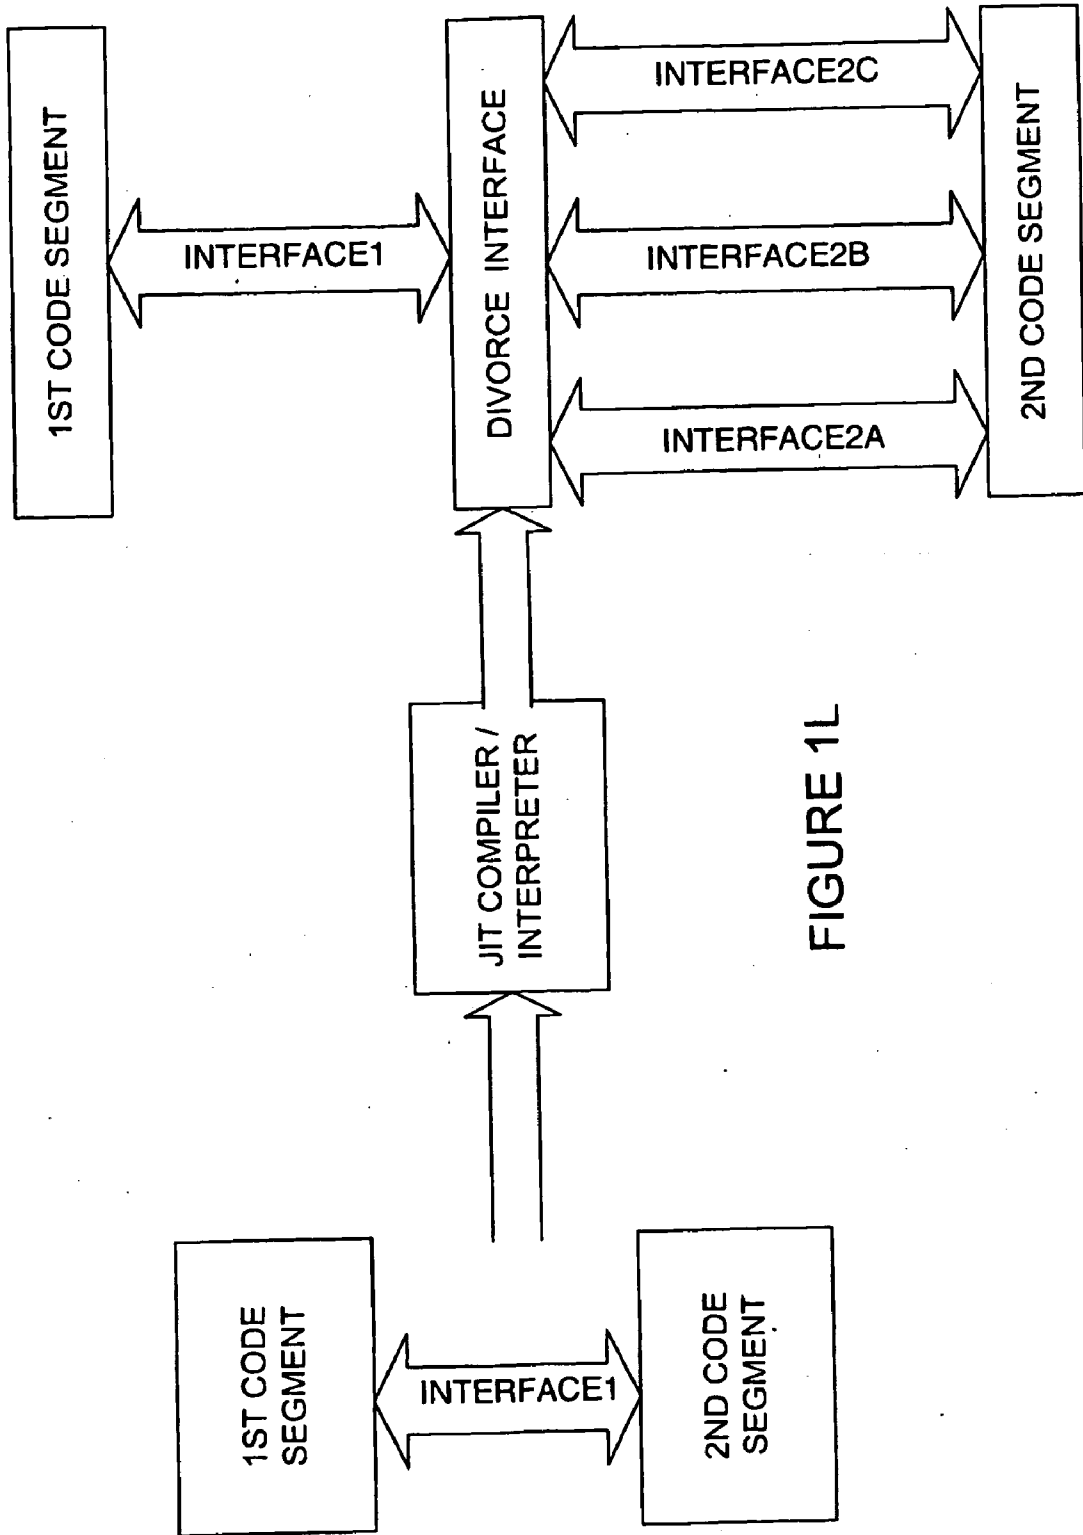 1ST CODE
SEGMENT
INTERFACE1
2ND CODE
SEGMENT
JIT COMPILER /
INTERPRETER
1ST CODE SEGMENT
INTERFACE1
DIVORCE INTERFACE
INTERFACE2A
INTERFACE2B
INTERFACE2C
2ND CODE SEGMENT
FIGURE 1L